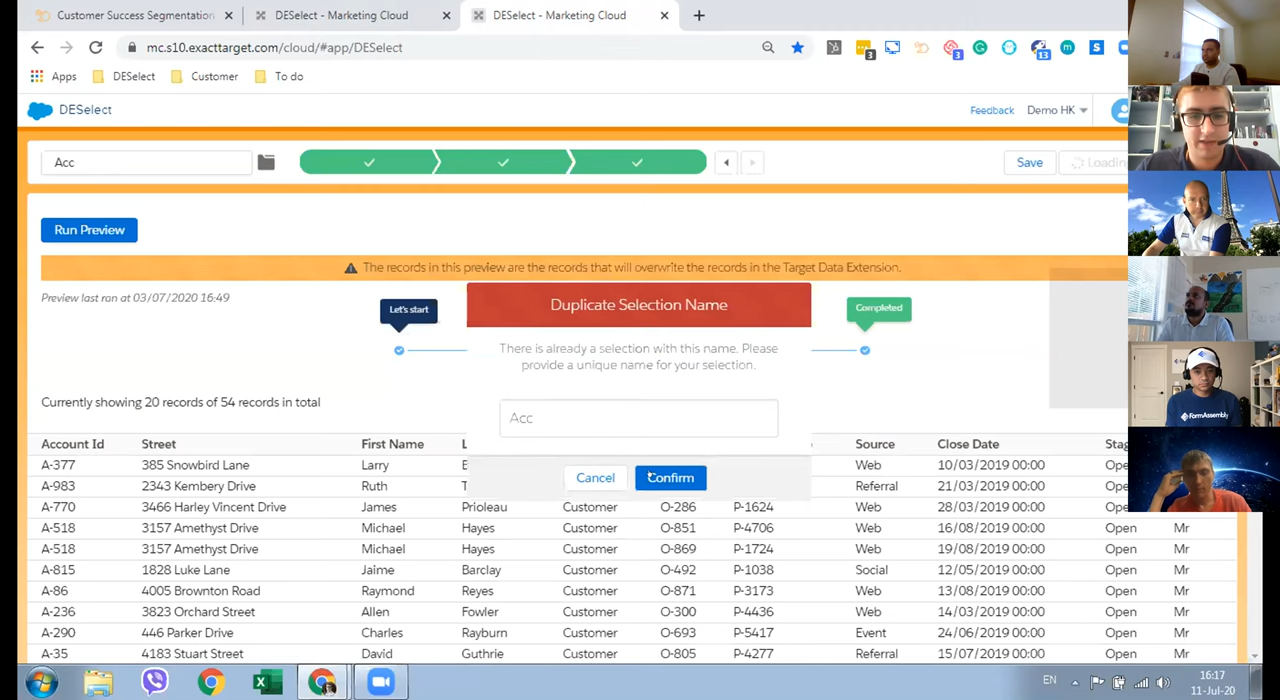 Customer Success Segmentation
DESelect - Marketing Cloud
DESelect - Marketing Cloud
mc.s10.exacttarget.com/cloud/#app/DESelect
3
3
13
m
S
Apps
DESelect
Customer
To do
DESelect
Feedback
Demo HK
Acc
Save
Loading
Run Preview
The records in this preview are the records that will overwrite the records in the Target Data Extension.
Preview last ran at 03/07/2020 16:49
Let's start
Duplicate Selection Name
Completed
There is already a selection with this name. Please
provide a unique name for your selection.
Currently showing 20 records of 54 records in total
Acc
Cancel
Confirm
Account Id Street First Name L Source Close Date Stag
A-377 385 Snowbird Lane Larry B Web 10/03/2019 00:00 Ope
A-983 2343 Kembery Drive Ruth T Referral 21/03/2019 00:00 Ope
A-770 3466 Harley Vincent Drive James Prioleau Customer O-286 P-1624 Web 28/03/2019 00:00 Ope
A-518 3157 Amethyst Drive Michael Hayes Customer O-851 P-4706 Web 16/08/2019 00:00 Open Mr
A-518 3157 Amethyst Drive Michael Hayes Customer O-869 P-1724 Web 19/08/2019 00:00 Open Mr
A-815 1828 Luke Lane Jaime Barclay Customer O-492 P-1038 Social 12/05/2019 00:00 Open Mr
A-86 4005 Brownton Road Raymond Reyes Customer O-871 P-3173 Web 13/08/2019 00:00 Open Mr
A-236 3823 Orchard Street Allen Fowler Customer O-300 P-4436 Web 14/03/2019 00:00 Open Mr
A-290 446 Parker Drive Charles Rayburn Customer O-693 P-5417 Event 24/06/2019 00:00 Open Mr
A-35 4183 Stuart Street David Guthrie Customer O-805 P-4277 Referral 15/07/2019 00:00 Open Mr
FormAssembly
EN
16:17
11-Jul-20